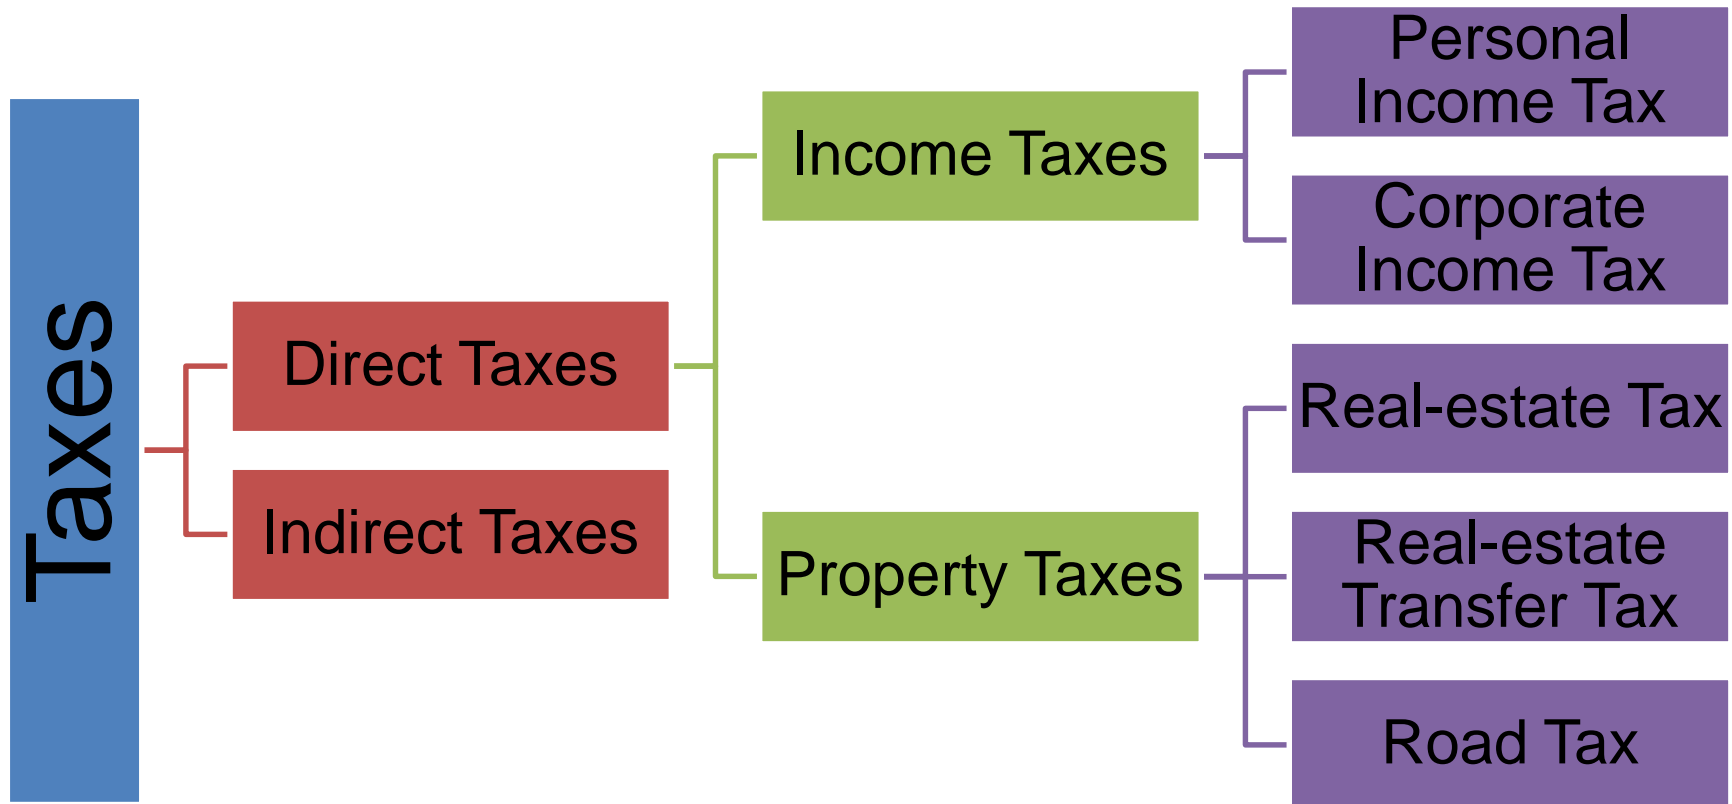 Taxes
Direct Taxes
Indirect Taxes
Income Taxes
Property Taxes
Personal
Income Tax
Corporate
Income Tax
Real-estate Tax
Real-estate
Transfer Tax
Road Tax